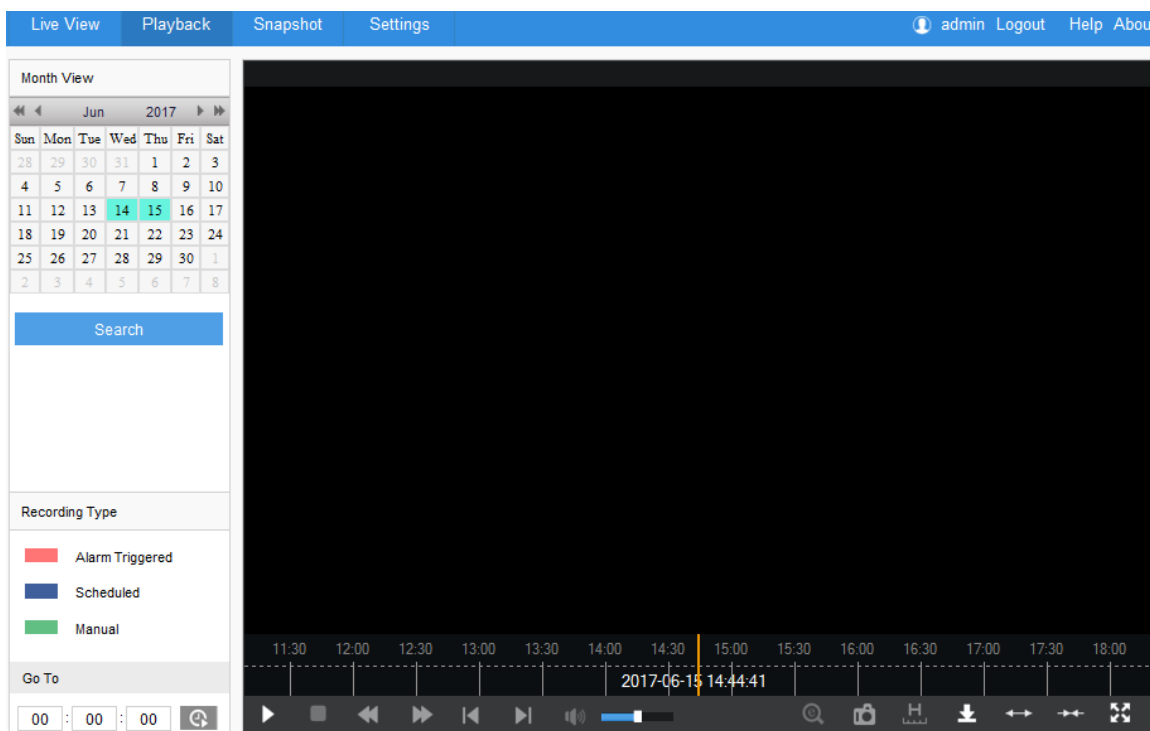 Live View Playback Snapshot Settings admin Logout Help Abou
Month View
Jun 2017
Sun Mon Tue Wed Thu Fri Sat
28 29 30 31 1 2 3
4 5 6 7 8 9 10
11 12 13 14 15 16 17
18 19 20 21 22 23 24
25 26 27 28 29 30 1
2 3 4 5 6 7 8
Search
Recording Type
Alarm Triggered
Scheduled
Manual
Go To
00 : 00 : 00
11:30 12:00 12:30 13:00 13:30 14:00 14:30 15:00 15:30 16:00 16:30 17:00 17:30 18:00
2017-06-15 14:44:41
H